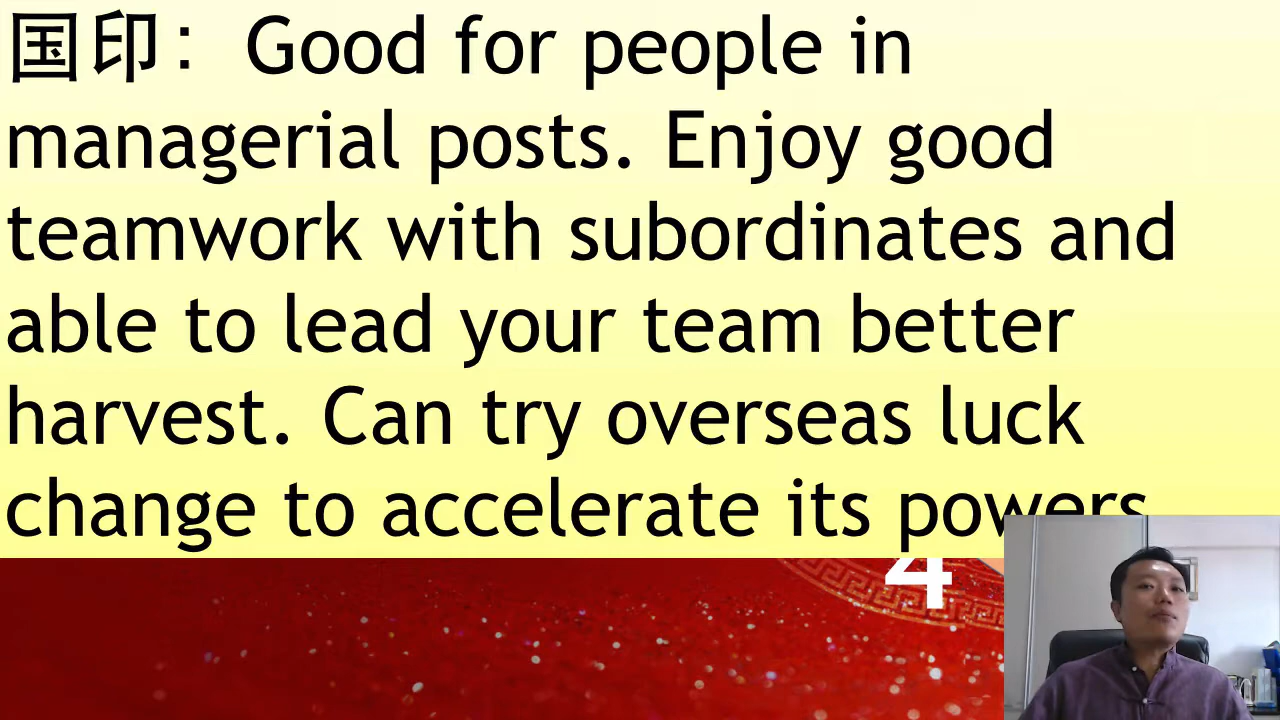 国印：Good for people in
managerial posts. Enjoy good
teamwork with subordinates and
able to lead your team better
harvest. Can try overseas luck
change to accelerate its powers
4